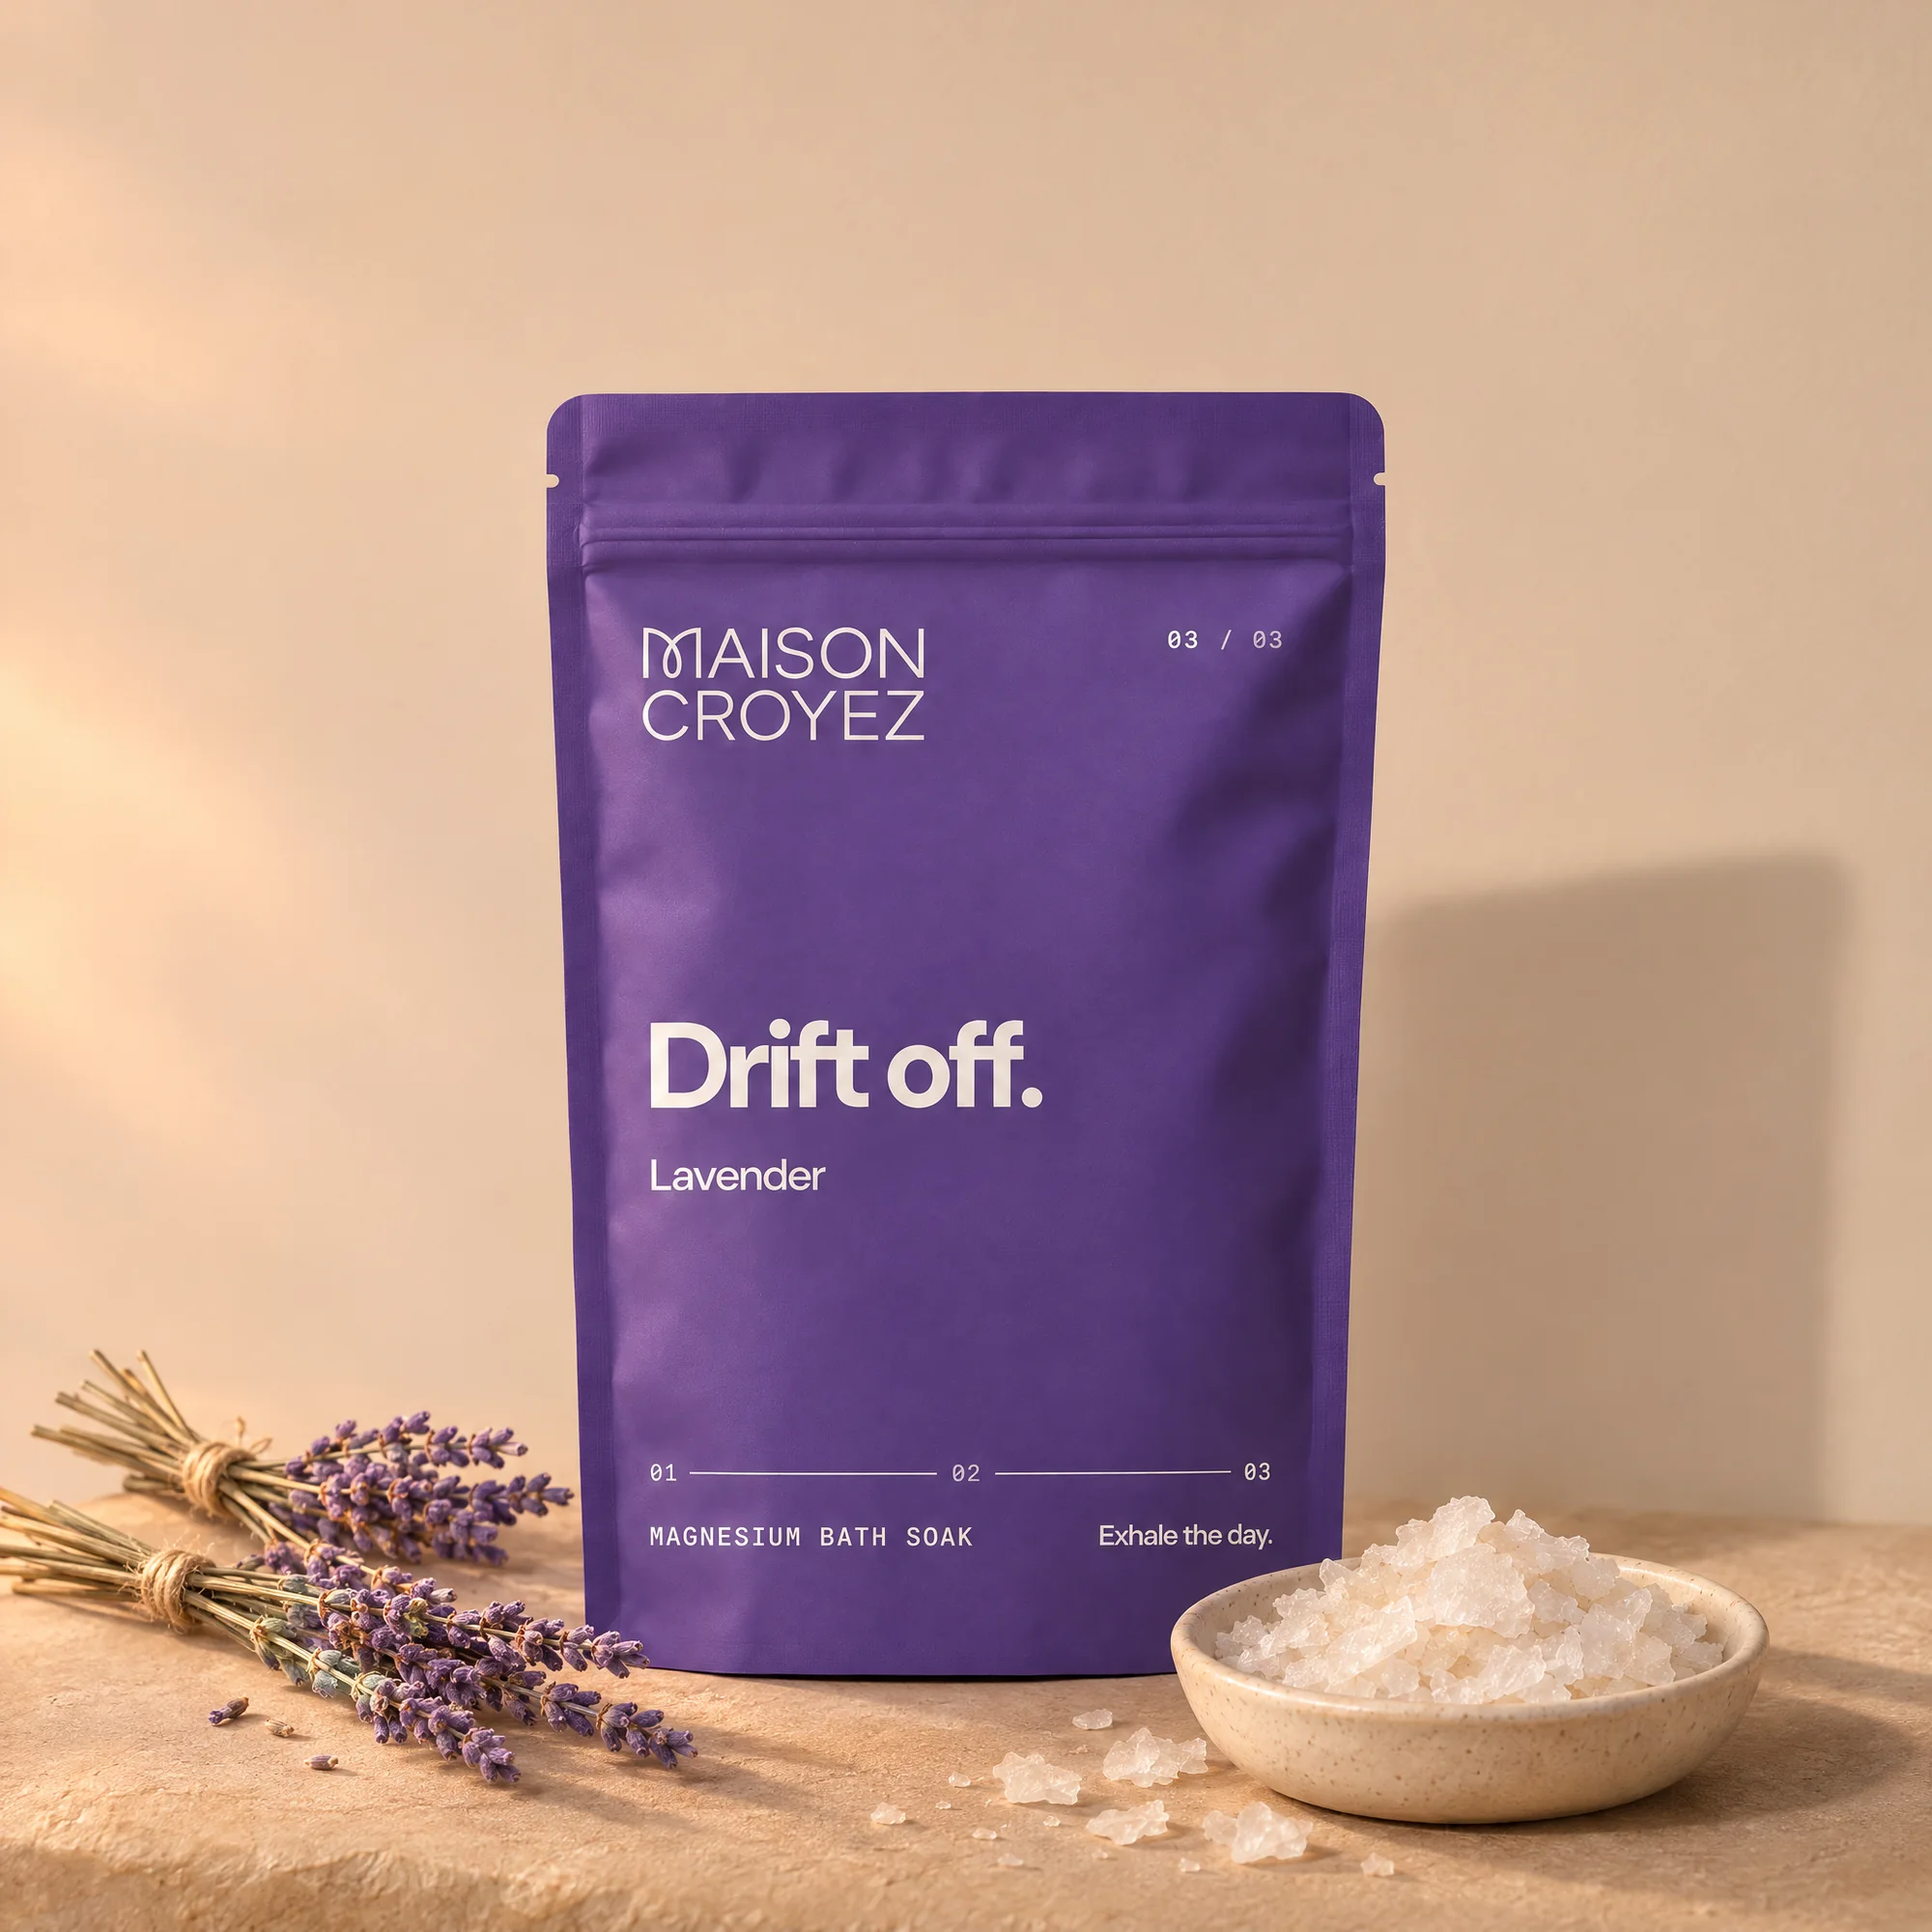 MAISON
CROYEZ
03 / 03
Drift off.
Lavender
01 02 03
MAGNESIUM BATH SOAK
Exhale the day.